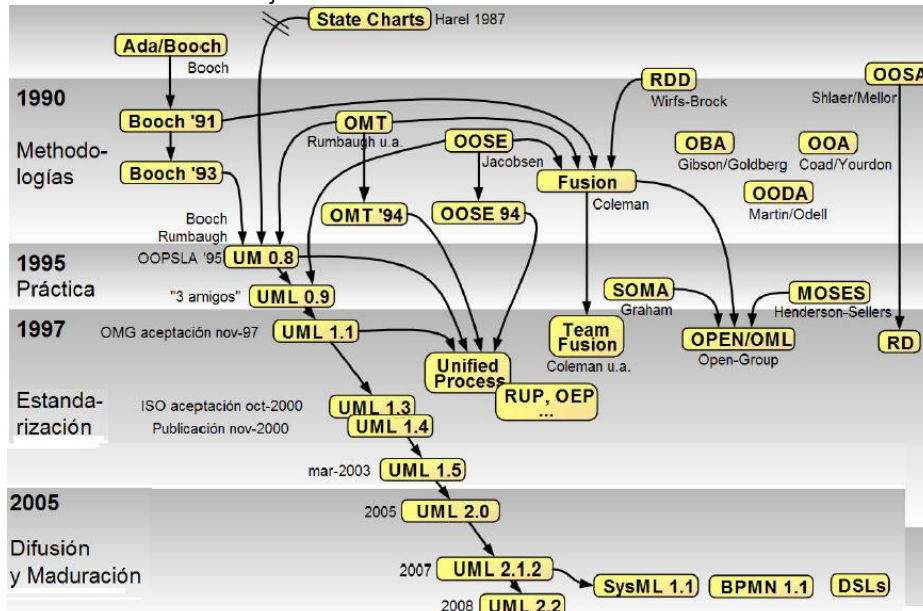 State Charts Harel 1987
Ada/Booch
Booch
OOSA
Shlaer/Mellor
RDD
Wirfs-Brock
1990
Metodo-
logías
Booch '91
OMT
Rumbaugh u.a.
OOSE
Jacobsen
OBA
Gibson/Goldberg
OOA
Coad/Yourdon
Booch '93
Fusion
Coleman
OODA
Martin/Odell
OMT '94
OOSE 94
Booch
Rumbaugh
OOPSLA '95
UM 0.8
1995
Práctica
"3 amigos"
UML 0.9
SOMA
Graham
MOSES
Henderson-Sellers
1997
OMG aceptación nov-97
UML 1.1
Team
Fusion
Coleman u.a.
OPEN/OML
Open-Group
RD
Unified
Process
RUP, OEP
...
Estanda-
rización
ISO aceptación oct-2000
UML 1.3
Publicación nov-2000
UML 1.4
mar-2003
UML 1.5
2005
2005
UML 2.0
Difusión
y Maduración
2007
UML 2.1.2
SysML 1.1
BPMN 1.1
DSLs
2008
UML 2.2